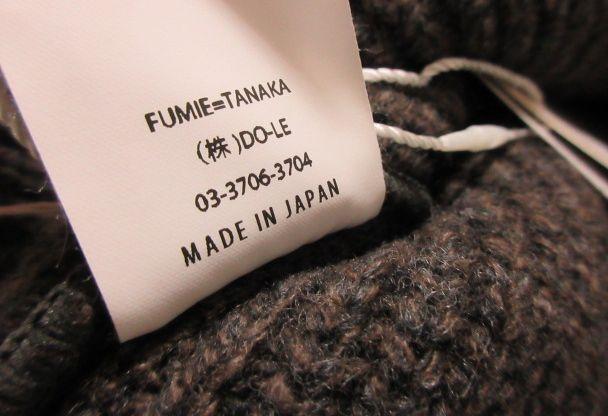 FUMIE=TANAKA
(株)DO-LE
03-3706-3704
MADE IN JAPAN